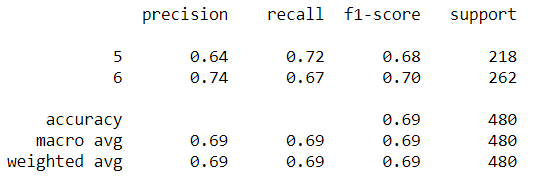 precision recall f1-score support
5 0.64 0.72 0.68 218
6 0.74 0.67 0.70 262
accuracy 0.69 480
macro avg 0.69 0.69 0.69 480
weighted avg 0.69 0.69 0.69 480